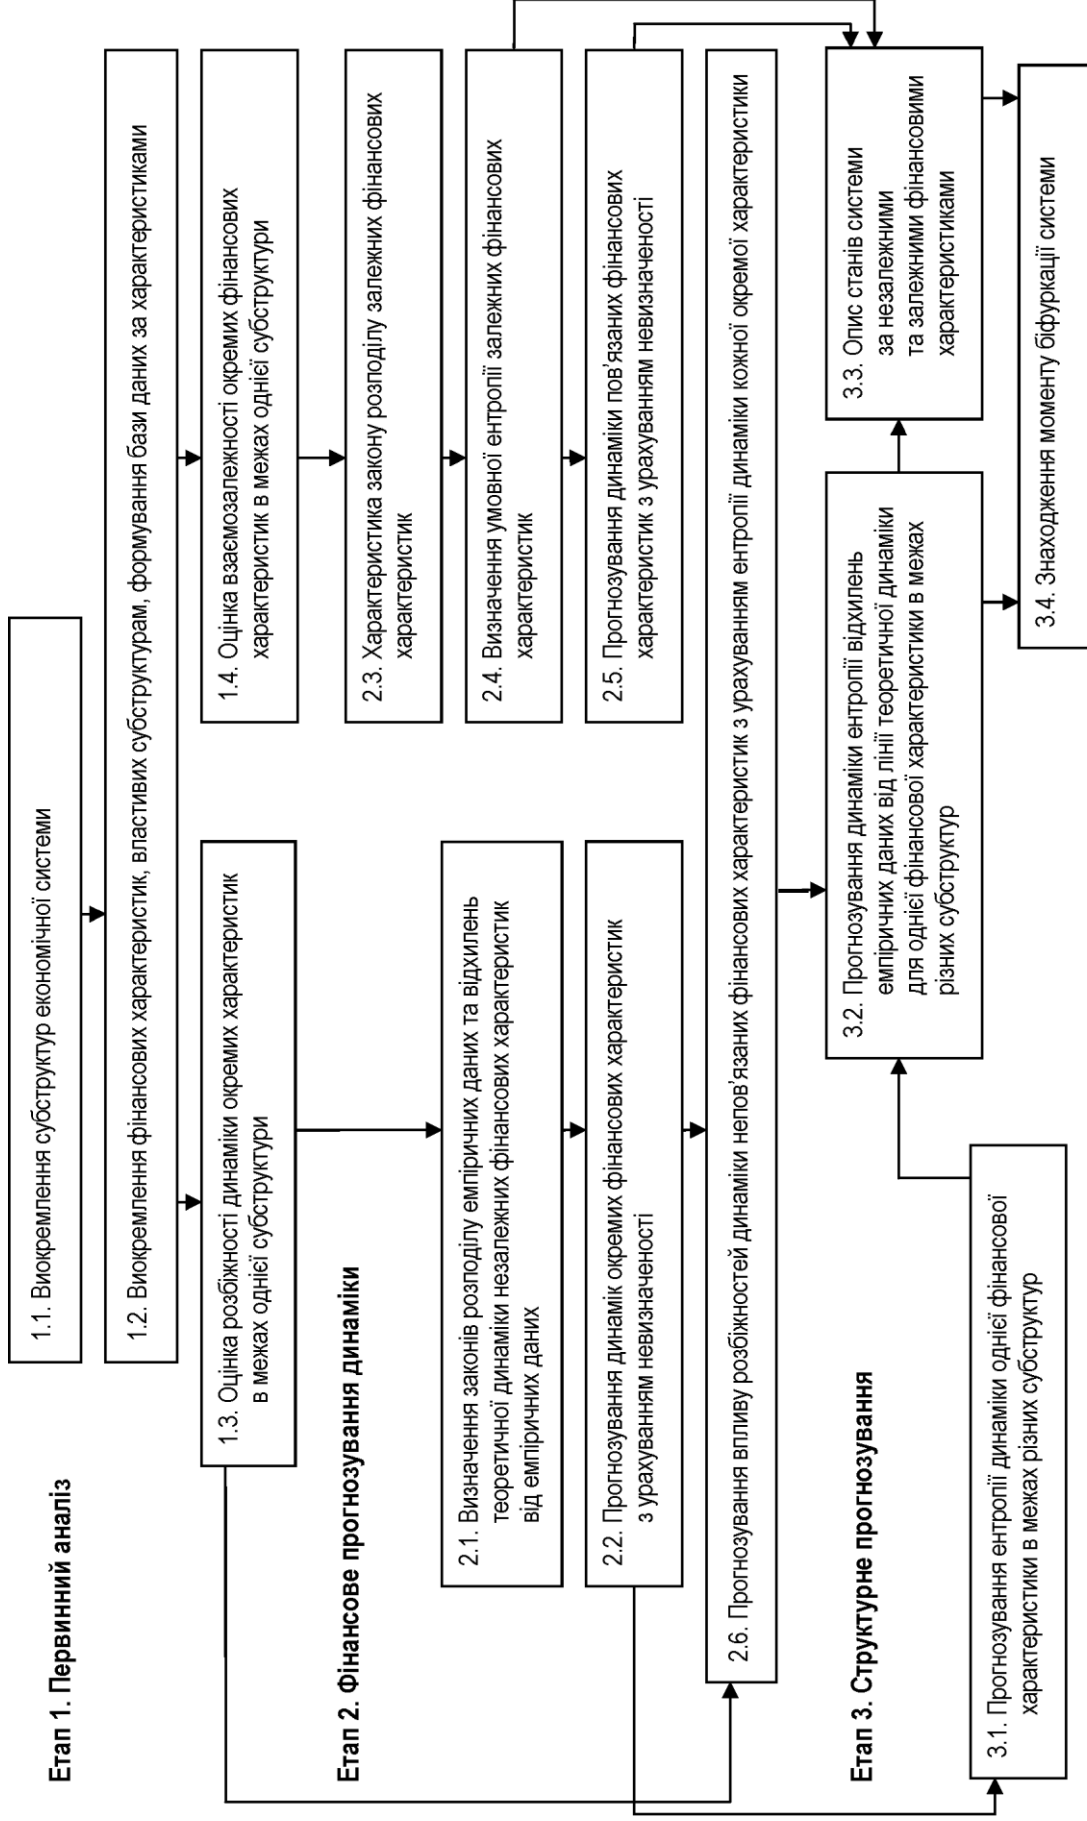 Етап 1. Первинний аналіз
1.1. Виокремлення субструктур економічної системи
1.2. Виокремлення фінансових характеристик, властивих субструктурам, формування бази даних за характеристиками
1.3. Оцінка розбіжності динаміки окремих характеристик
в межах однієї субструктури
1.4. Оцінка взаємозалежності окремих фінансових
характеристик в межах однієї субструктури
Етап 2. Фінансове прогнозування динаміки
2.1. Визначення законів розподілу емпіричних даних та відхилень
теоретичної динаміки незалежних фінансових характеристик
від емпіричних даних
2.2. Прогнозування динамік окремих фінансових характеристик
з урахуванням невизначеності
2.3. Характеристика закону розподілу залежних фінансових
характеристик
2.4. Визначення умовної ентропії залежних фінансових
характеристик
2.5. Прогнозування динаміки пов'язаних фінансових
характеристик з урахуванням невизначеності
2.6. Прогнозування впливу розбіжностей динаміки непов'язаних фінансових характеристик з урахуванням ентропії динаміки кожної окремої характеристики
Етап 3. Структурне прогнозування
3.1. Прогнозування ентропії динаміки однієї фінансової
характеристики в межах різних субструктур
3.2. Прогнозування динаміки ентропії відхилень
емпіричних даних від лінії теоретичної динаміки
для однієї фінансової характеристики в межах
різних субструктур
3.3. Опис станів системи
за незалежними
та залежними фінансовими
характеристиками
3.4. Знаходження моменту біфуркації системи